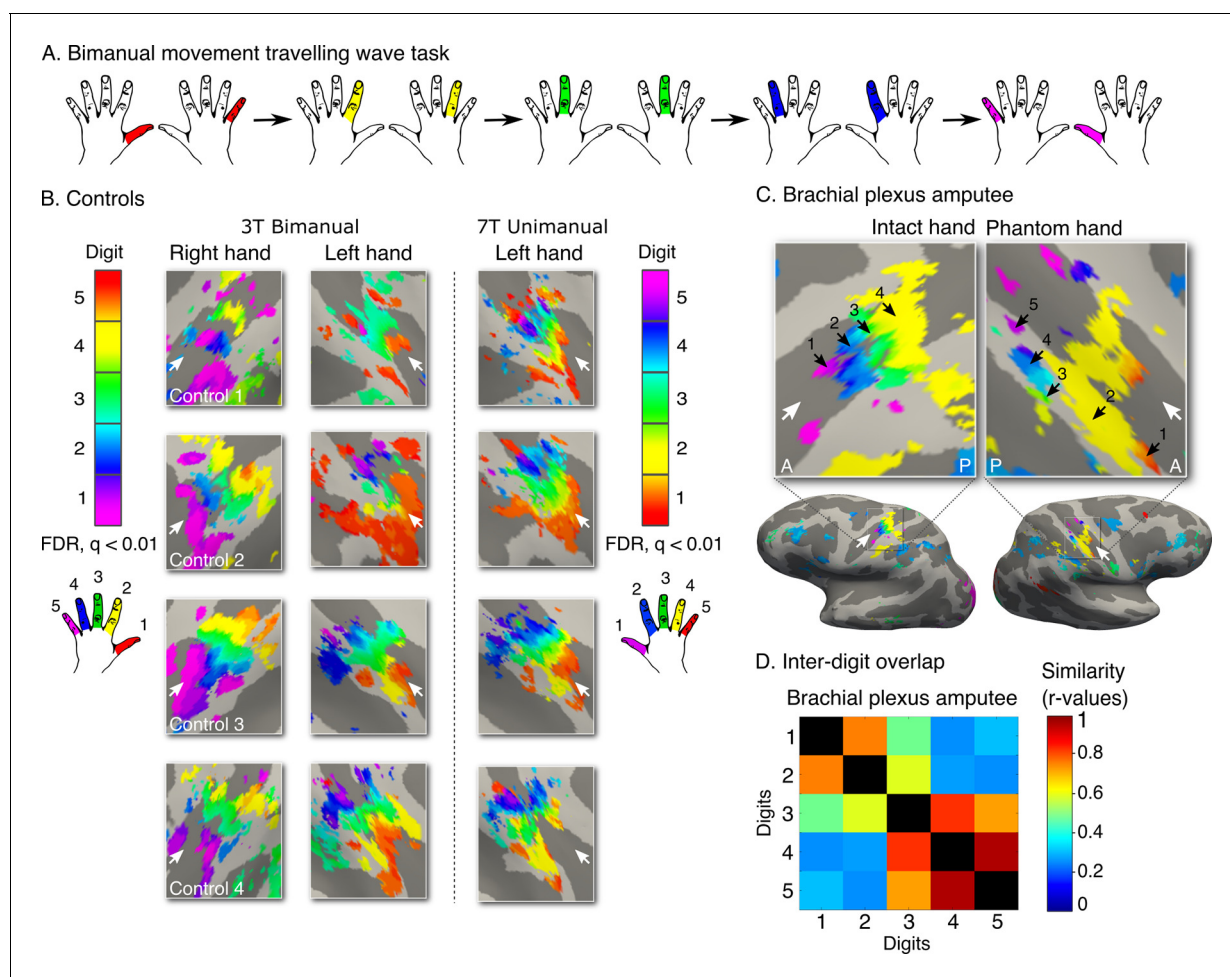 A. Bimanual movement travelling wave task
B. Controls
3T Bimanual
7T Unimanual
Digit
Right hand
Left hand
Left hand
Digit
5
4
3
2
1
FDR, q < 0.01
5
4
3
2
1
Control 1
Control 2
Control 3
Control 4
5
4
3
2
1
FDR, q < 0.01
1
2
3
4
5
C. Brachial plexus amputee
Intact hand
Phantom hand
1
2
3
4
A
P
5
4
3
2
1
P
A
D. Inter-digit overlap
Brachial plexus amputee
Similarity
(r-values)
Digits
1
2
3
4
5
1 2 3 4 5
Digits
1
0.8
0.6
0.4
0.2
0